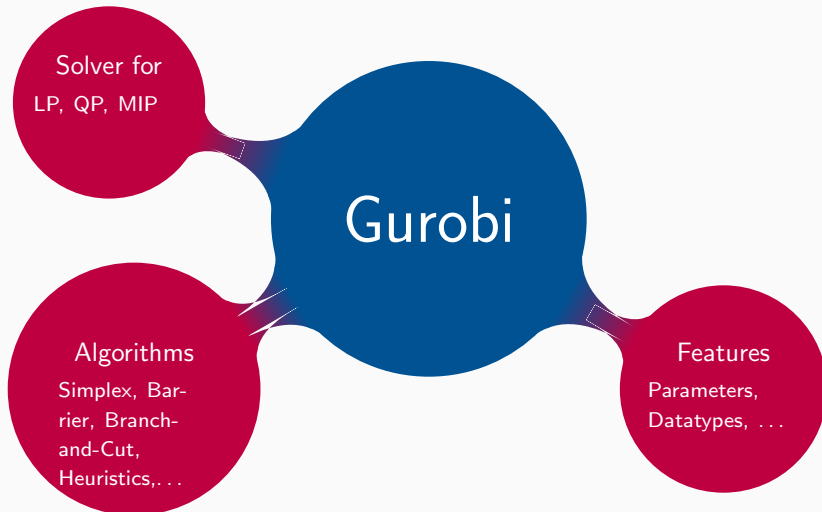 Solver for
LP, QP, MIP
Gurobi
Algorithms
Simplex, Bar-
rier, Branch-
and-Cut,
Heuristics,...
Features
Parameters,
Datatypes, ...